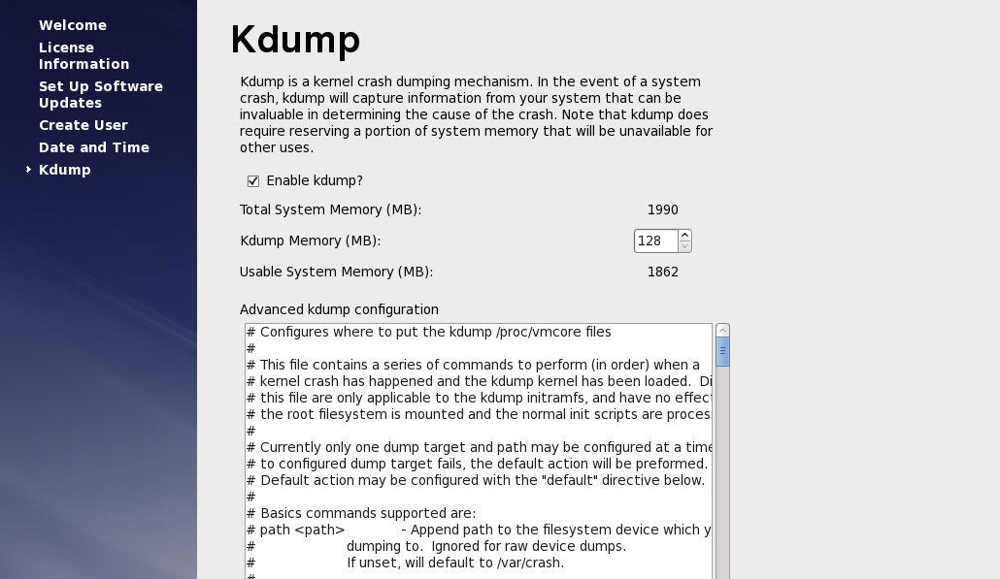 Welcome
License
Information
Set Up Software
Updates
Create User
Date and Time
Kdump
Kdump
Kdump is a kernel crash dumping mechanism. In the event of a system
crash, kdump will capture information from your system that can be
invaluable in determining the cause of the crash. Note that kdump does
require reserving a portion of system memory that will be unavailable for
other uses.
Enable kdump?
Total System Memory (MB): 1990
Kdump Memory (MB): 128
Usable System Memory (MB): 1862
Advanced kdump configuration
# Configures where to put the kdump /proc/vmcore files
#
# This file contains a series of commands to perform (in order) when a
# kernel crash has happened and the kdump kernel has been loaded. Di
# this file are only applicable to the kdump initramfs, and have no effect
# the root filesystem is mounted and the normal init scripts are proces
#
# Currently only one dump target and path may be configured at a time
# to configured dump target fails, the default action will be preformed.
# Default action may be configured with the "default" directive below.
#
# Basics commands supported are:
# path <path> - Append path to the filesystem device which y
# dumping to. Ignored for raw device dumps.
# If unset, will default to /var/crash.
#